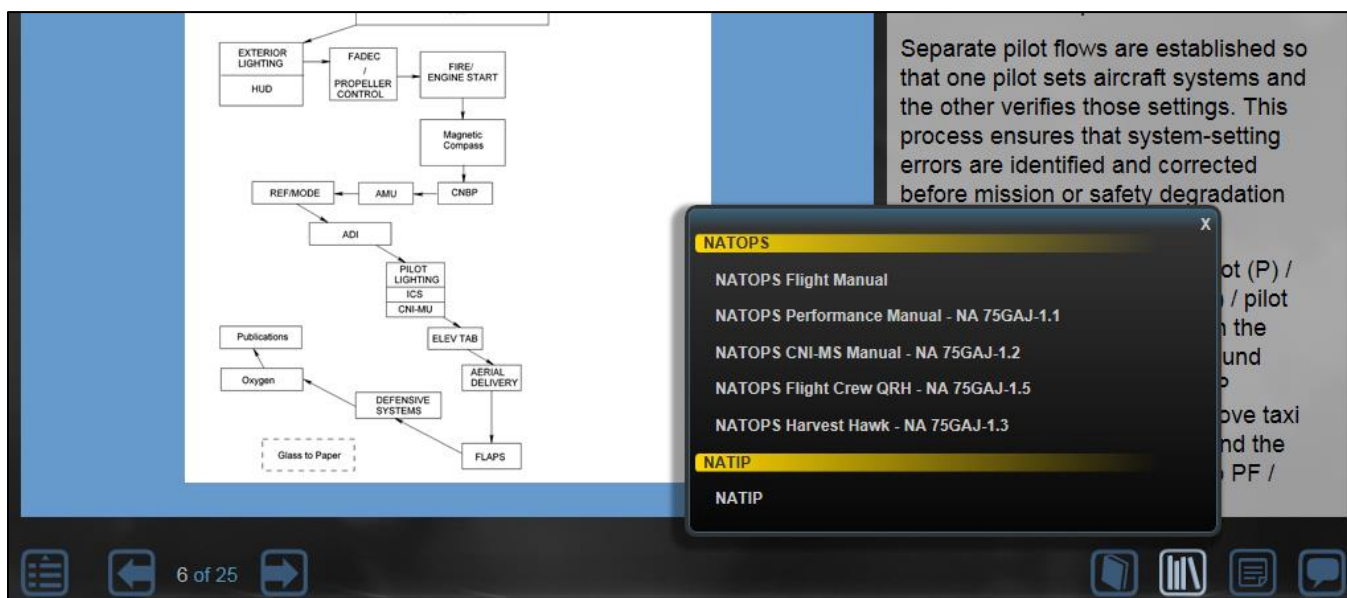 EXTERIOR
LIGHTING
HUD
FADEC
/
PROPELLER
CONTROL
FIRE/
ENGINE START
Magnetic
Compass
REF/MODE
AMU
CNBP
ADI
PILOT
LIGHTING
ICS
CNI-MU
Publications
ELEV TAB
Oxygen
AERIAL
DELIVERY
DEFENSIVE
SYSTEMS
Glass to Paper
FLAPS
Separate pilot flows are established so
that one pilot sets aircraft systems and
the other verifies those settings. This
process ensures that system-setting
errors are identified and corrected
before mission or safety degradation
ot (P) /
) / pilot
the
und
ove taxi
nd the
PF /
X
NATOPS
NATOPS Flight Manual
NATOPS Performance Manual - NA 75GAJ-1.1
NATOPS CNI-MS Manual - NA 75GAJ-1.2
NATOPS Flight Crew QRH - NA 75GAJ-1.5
NATOPS Harvest Hawk - NA 75GAJ-1.3
NATIP
NATIP
6 of 25